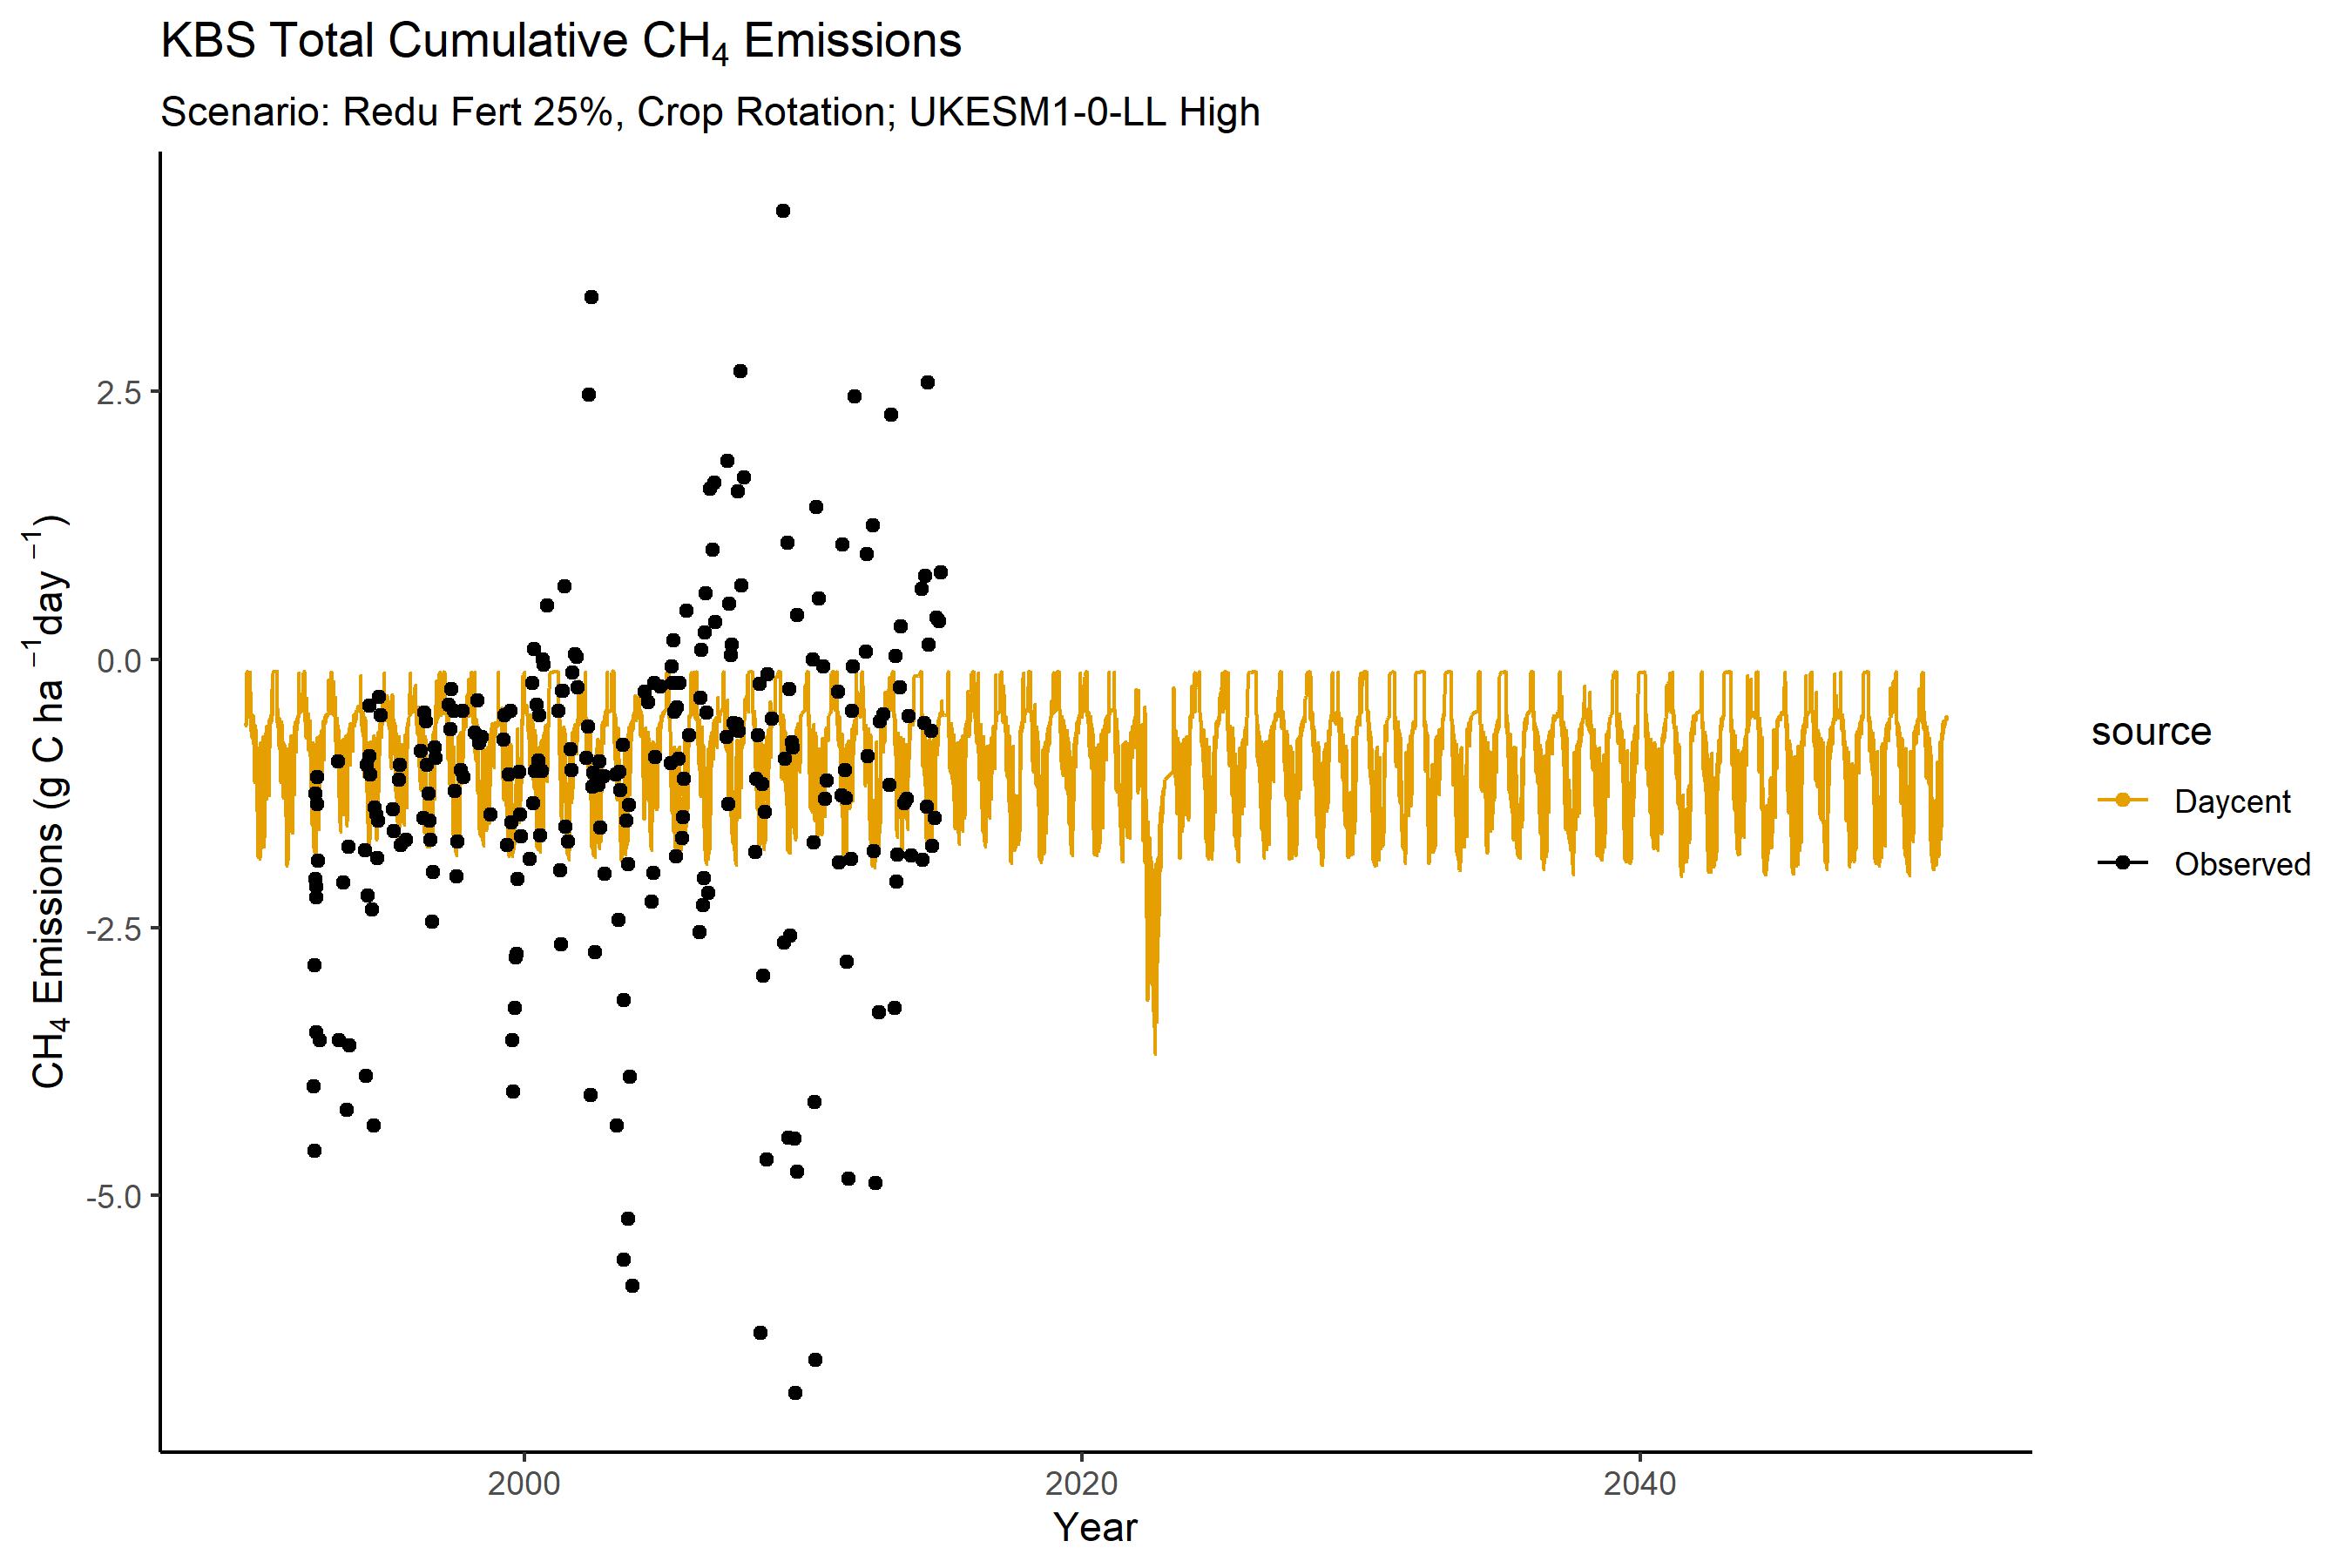 KBS Total Cumulative CH₄ Emissions
Scenario: Redu Fert 25%, Crop Rotation; UKESM1-0-LL High
CH₄ Emissions (g C ha ⁻¹day ⁻¹)
2.5
0.0
-2.5
-5.0
2000
2020
2040
Year
source
Daycent
Observed